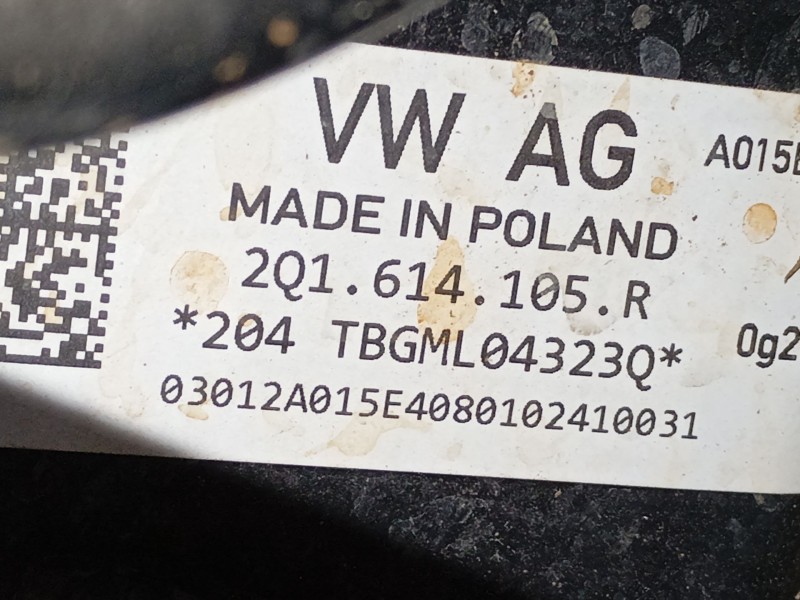 VW AG
A015E
MADE IN POLAND
2Q1.614.105.R
*204 TBGML04323Q*
0g2
03012A015E4080102410031